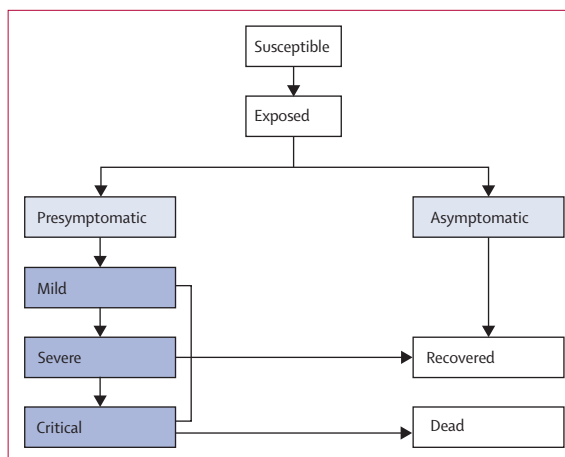 Susceptible
Exposed
Presymptomatic
Asymptomatic
Mild
Severe
Recovered
Critical
Dead